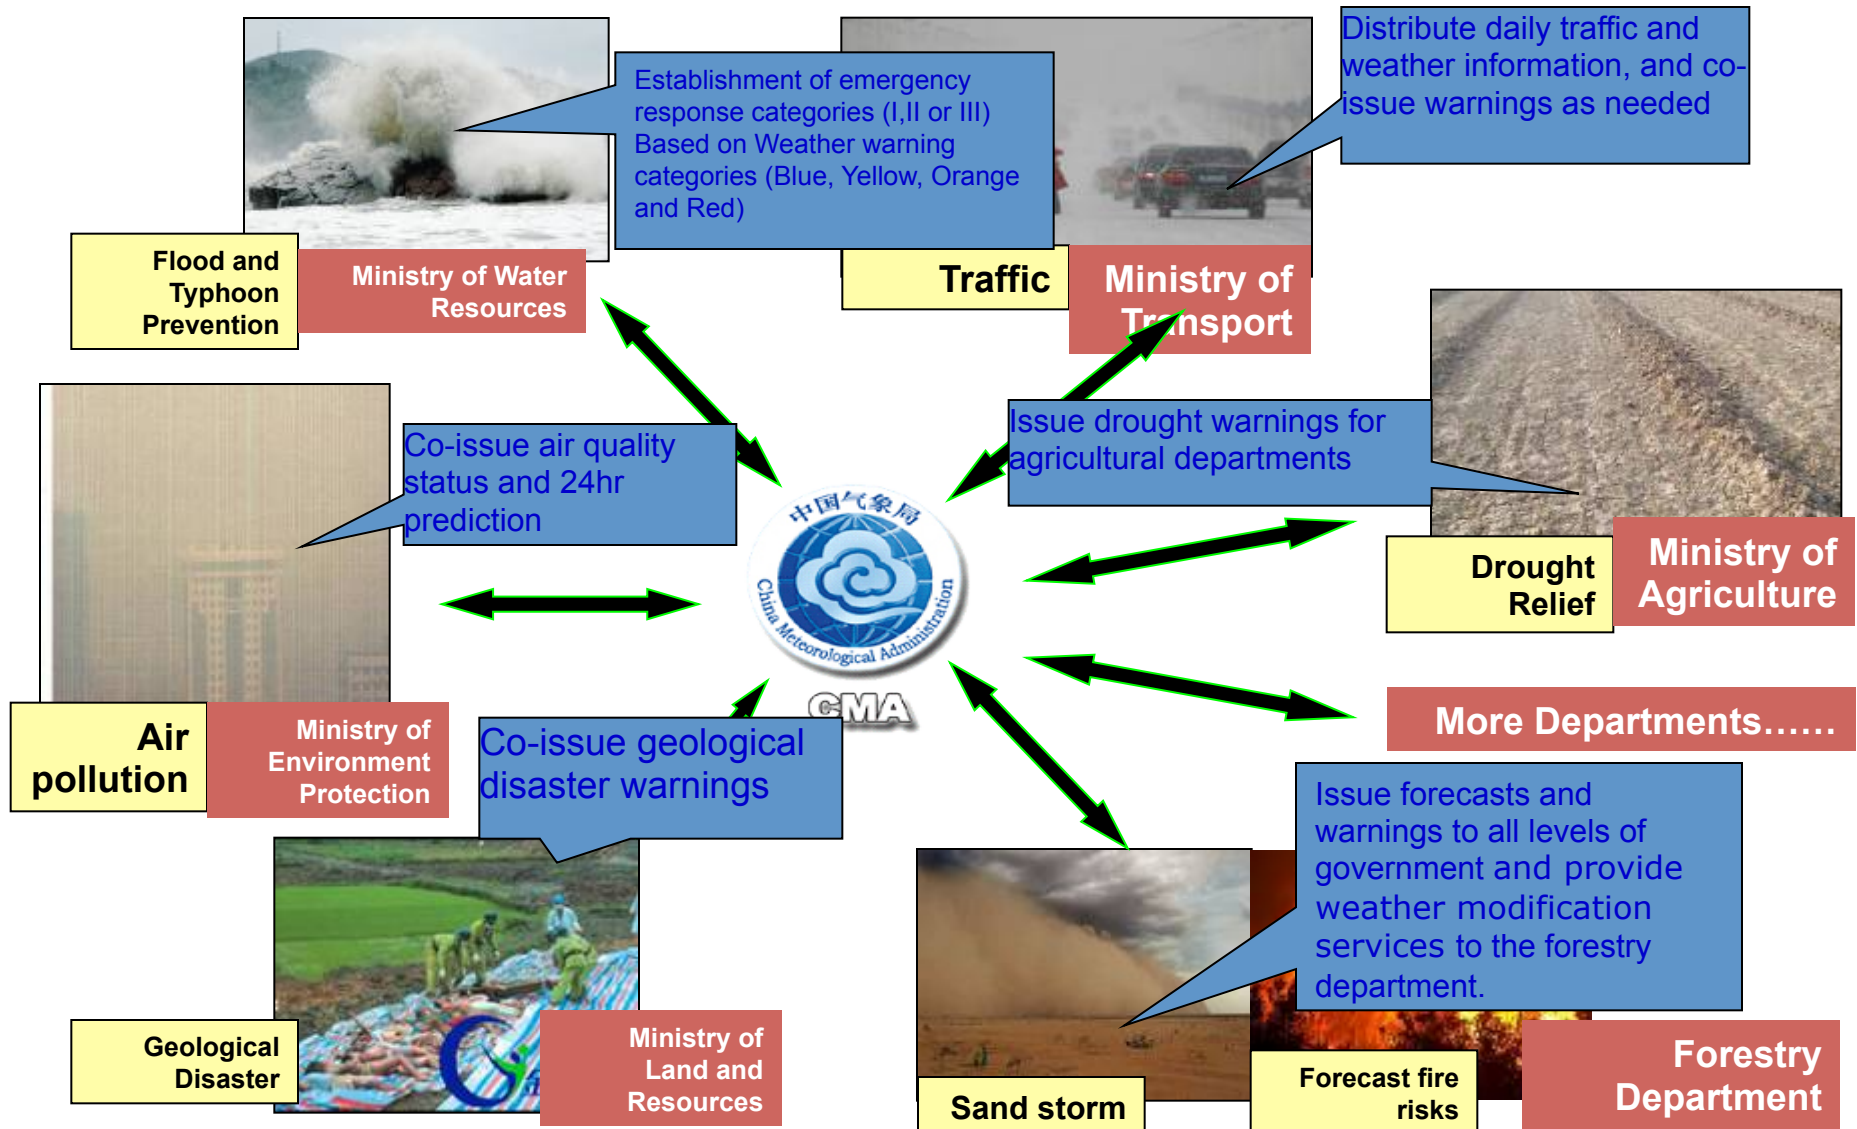 Establishment of emergency
response categories (I,II or III)
Based on Weather warning
categories (Blue, Yellow, Orange
and Red)
Distribute daily traffic and
weather information, and co-
issue warnings as needed
Flood and
Typhoon
Prevention
Ministry of Water
Resources
Traffic
Ministry of
Transport
Co-issue air quality
status and 24hr
prediction
Issue drought warnings for
agricultural departments
中国气象局
China Meteorological Administration
CMA
Drought
Relief
Ministry of
Agriculture
Air
pollution
Ministry of
Environment
Protection
More Departments......
Co-issue geological
disaster warnings
Issue forecasts and
warnings to all levels of
government and provide
weather modification
services to the forestry
department.
Geological
Disaster
Ministry of
Land and
Resources
Sand storm
Forecast fire
risks
Forestry
Department